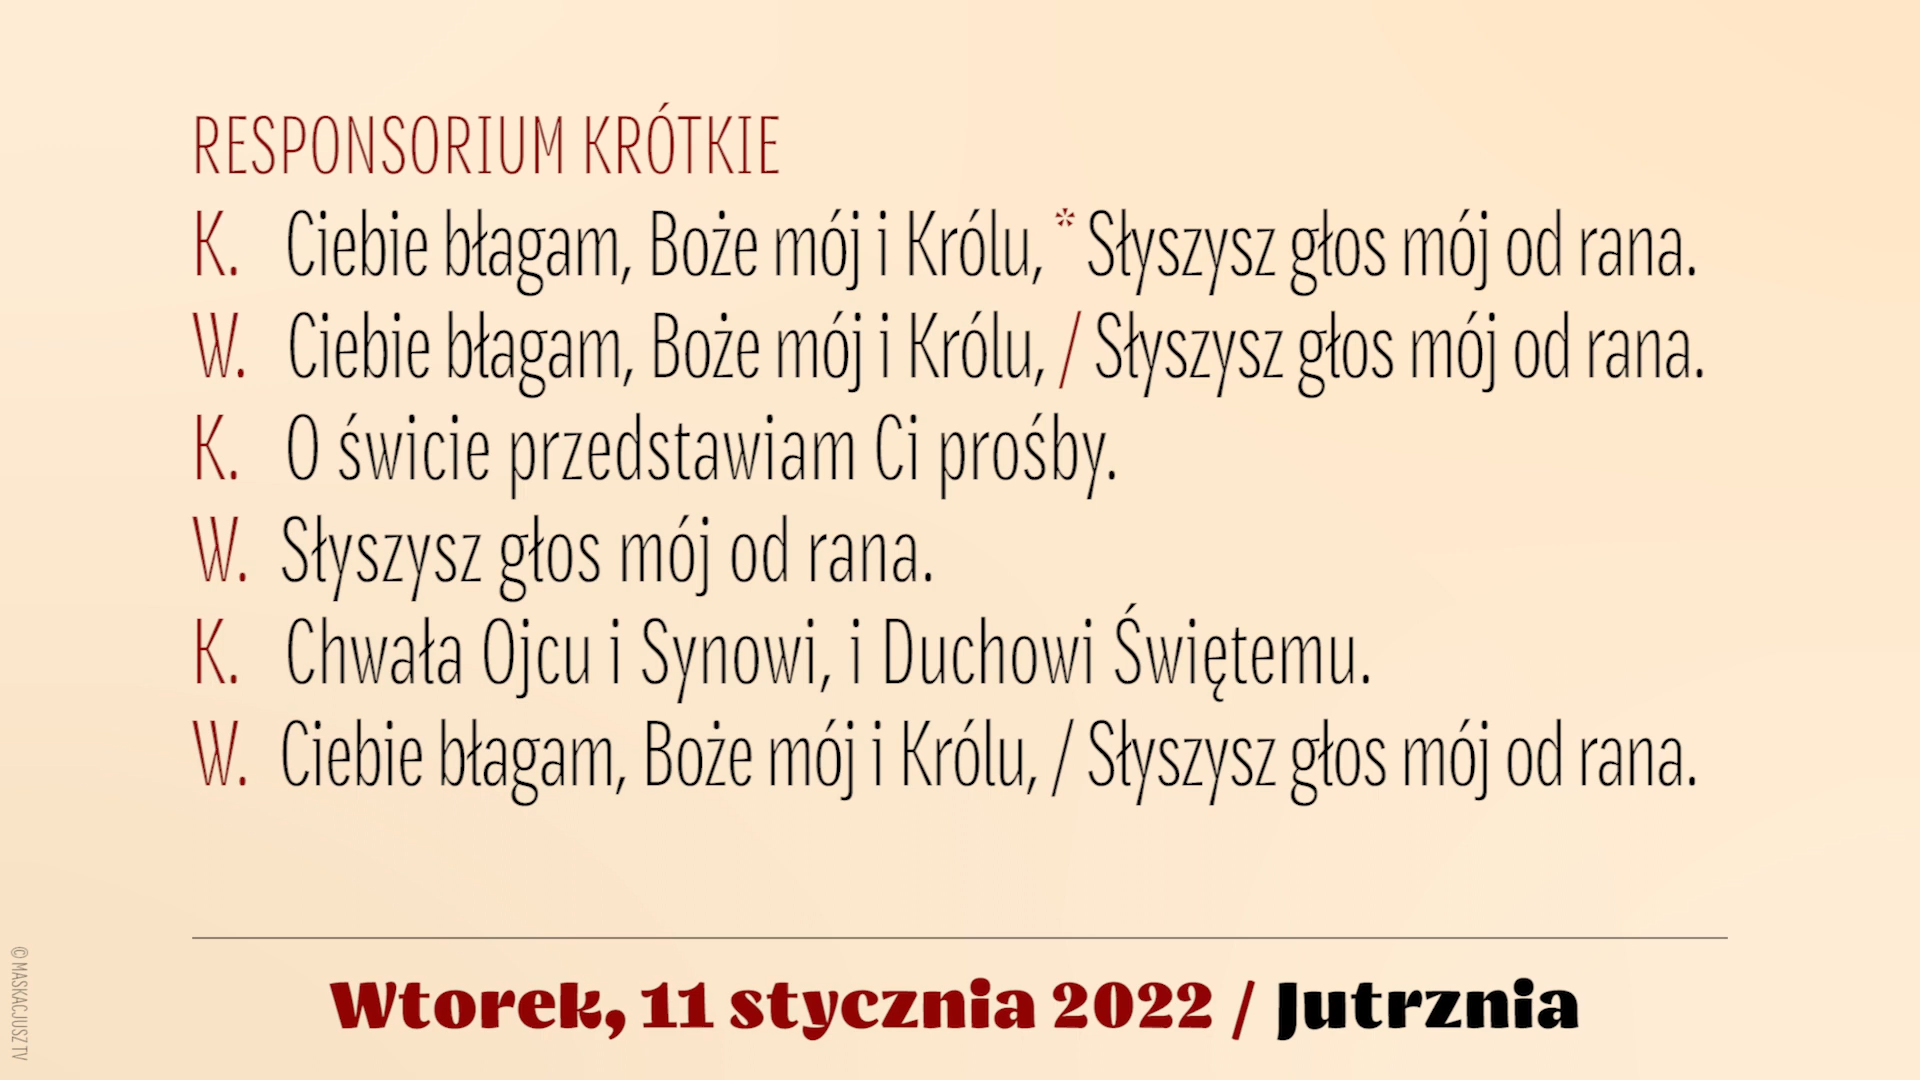 RESPONSORIUM KRÓTKIE
K. Ciebie błagam, Boże mój i Królu, * Słyszysz głos mój od rana.
W. Ciebie błagam, Boże mój i Królu, / Słyszysz głos mój od rana.
K. O świcie przedstawiam Ci prośby.
W. Słyszysz głos mój od rana.
K. Chwała Ojcu i Synowi, i Duchowi Świętemu.
W. Ciebie błagam, Boże mój i Królu, / Słyszysz głos mój od rana.
Wtorek, 11 stycznia 2022 / Jutrznia
© MASKACJUSZ TV